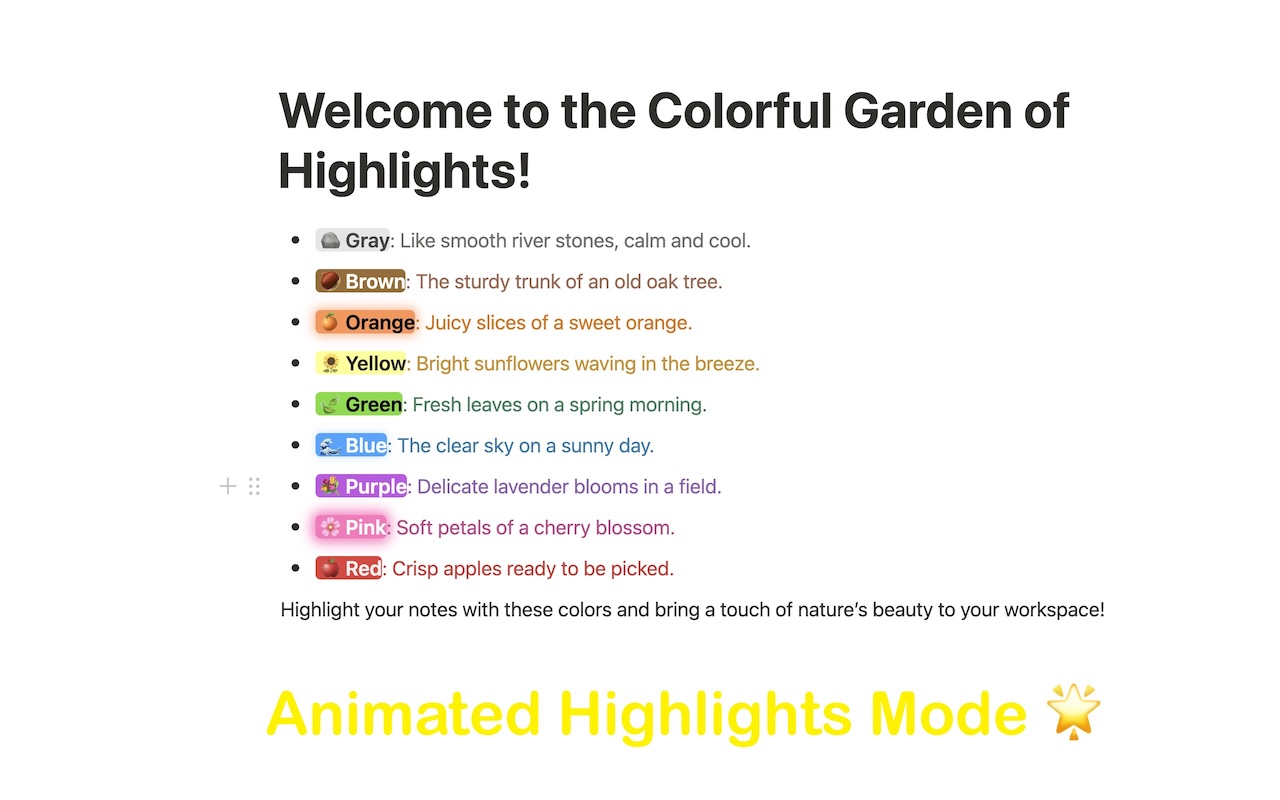 Welcome to the Colorful Garden of
Highlights!
• 🪨 Gray: Like smooth river stones, calm and cool.
• 🌰 Brown: The sturdy trunk of an old oak tree.
• 🍊 Orange: Juicy slices of a sweet orange.
• 🌻 Yellow: Bright sunflowers waving in the breeze.
• 🌿 Green: Fresh leaves on a spring morning.
• 🌊 Blue: The clear sky on a sunny day.
• 💐 Purple: Delicate lavender blooms in a field.
• 🌸 Pink: Soft petals of a cherry blossom.
• 🍎 Red: Crisp apples ready to be picked.
Highlight your notes with these colors and bring a touch of nature’s beauty to your workspace!
Animated Highlights Mode 🌟